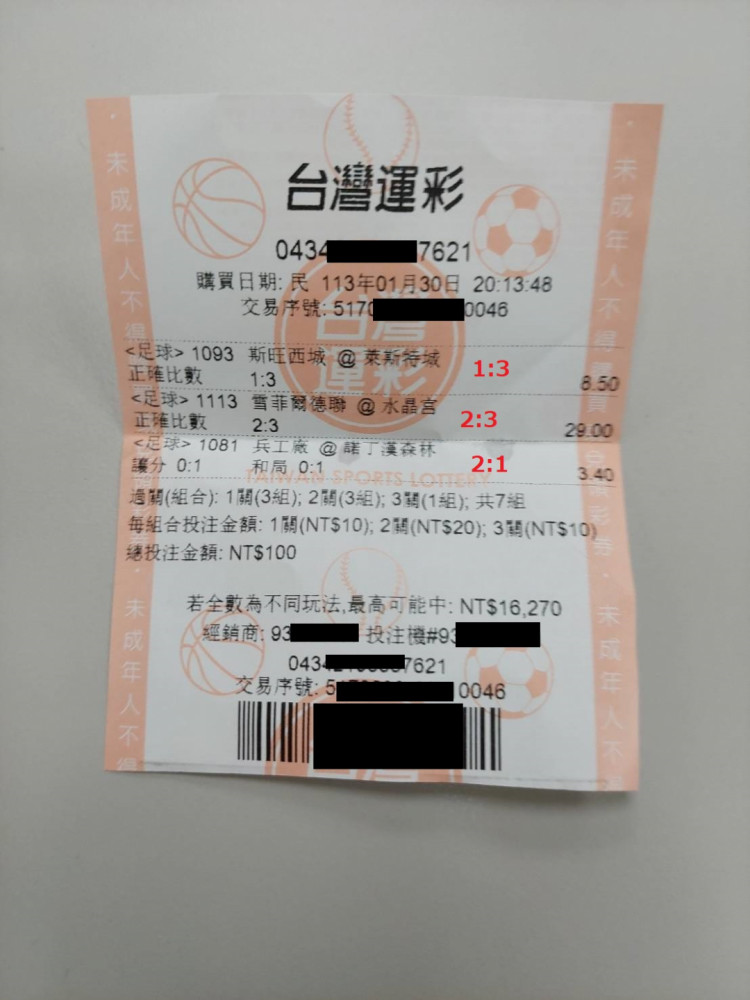 台灣運彩
0434 7621
購買日期: 民 113年01月30日 20:13:48
交易序號: 5170 0046
<足球> 1093 斯旺西城 @ 萊斯特城
正確比數 1:3 1:3 8.50
<足球> 1113 雪菲爾德聯 @ 水晶宮
正確比數 2:3 2:3 29.00
<足球> 1081 兵工廠 @ 諾丁漢森林
讓分 0:1 和局 0:1 2:1 3.40
TAIWAN SPORTS LOTTERY
過關(組合): 1關(3組); 2關(3組); 3關(1組); 共7組
每組合投注金額: 1關(NT$10); 2關(NT$20); 3關(NT$10)
總投注金額: NT$100
若全數為不同玩法,最高可能中: NT$16,270
經銷商: 93 投注機#93
0434 7621
交易序號: 5 0046
未成年人不得
未成年人不得
未成年人不得
未成年人不得
台灣運彩